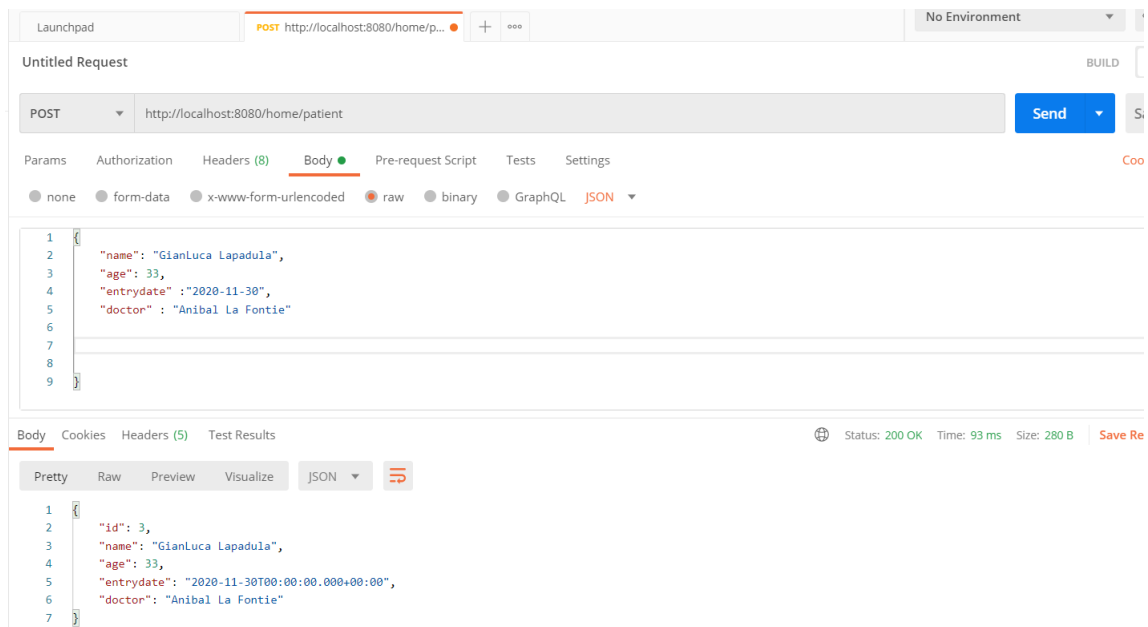 Launchpad POST http://localhost:8080/home/p... No Environment
Untitled Request BUILD
POST http://localhost:8080/home/patient Send Sa
Params Authorization Headers (8) Body Pre-request Script Tests Settings Coo
none form-data x-www-form-urlencoded raw binary GraphQL JSON
1 {
2 "name": "GianLuca Lapadula",
3 "age": 33,
4 "entrydate" :"2020-11-30",
5 "doctor" : "Anibal La Fontie"
6
7
8
9 }
Body Cookies Headers (5) Test Results Status: 200 OK Time: 93 ms Size: 280 B Save Re
Pretty Raw Preview Visualize JSON
1 {
2 "id": 3,
3 "name": "GianLuca Lapadula",
4 "age": 33,
5 "entrydate": "2020-11-30T00:00:00.000+00:00",
6 "doctor": "Anibal La Fontie"
7 }